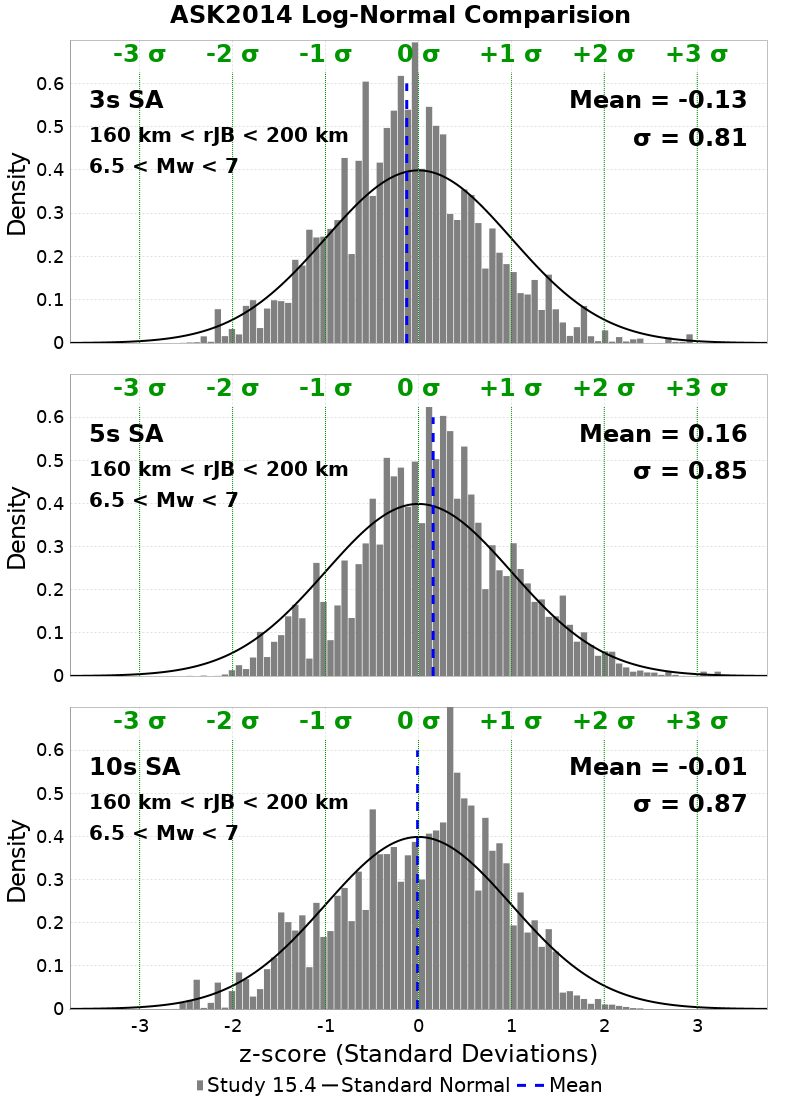 ASK2014 Log-Normal Comparision
-3 σ -2 σ -1 σ 0 σ +1 σ +2 σ +3 σ
3s SA
Mean = -0.13
160 km < rJB < 200 km
σ = 0.81
6.5 < Mw < 7
Density
0.6
0.5
0.4
0.3
0.2
0.1
0
-3 σ -2 σ -1 σ 0 σ +1 σ +2 σ +3 σ
5s SA
Mean = 0.16
160 km < rJB < 200 km
σ = 0.85
6.5 < Mw < 7
Density
0.6
0.5
0.4
0.3
0.2
0.1
0
-3 σ -2 σ -1 σ 0 σ +1 σ +2 σ +3 σ
10s SA
Mean = -0.01
160 km < rJB < 200 km
σ = 0.87
6.5 < Mw < 7
Density
0.6
0.5
0.4
0.3
0.2
0.1
0
-3 -2 -1 0 1 2 3
z-score (Standard Deviations)
Study 15.4 Standard Normal Mean